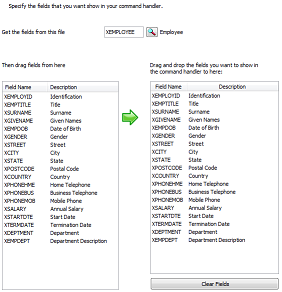 Specify the fields that you want show in your command handler.
Get the fields from this file XEMPLOYEE Employee
Then drag fields from here
Drag and drop the fields you want to show in
the command handler to here:
Field Name Description
XEMPLOYID Identification
XEMPTITLE Title
XSURNAME Surname
XGIVENAME Given Names
XEMPDOB Date of Birth
XGENDER Gender
XSTREET Street
XCITY City
XSTATE State
XPOSTCODE Postal Code
XCOUNTRY Country
XPHONEHME Home Telephone
XPHONEBUS Business Telephone
XPHONEMOB Mobile Phone
XSALARY Annual Salary
XSTARTDTE Start Date
XTERMDATE Termination Date
XDEPTMENT Department
XEMPDEPT Department Description
Field Name Description
XEMPLOYID Identification
XEMPTITLE Title
XSURNAME Surname
XGIVENAME Given Names
XEMPDOB Date of Birth
XGENDER Gender
XSTREET Street
XCITY City
XSTATE State
XPOSTCODE Postal Code
XCOUNTRY Country
XPHONEHME Home Telephone
XPHONEBUS Business Telephone
XPHONEMOB Mobile Phone
XSALARY Annual Salary
XSTARTDTE Start Date
XTERMDATE Termination Date
XDEPTMENT Department
XEMPDEPT Department Description
Clear Fields